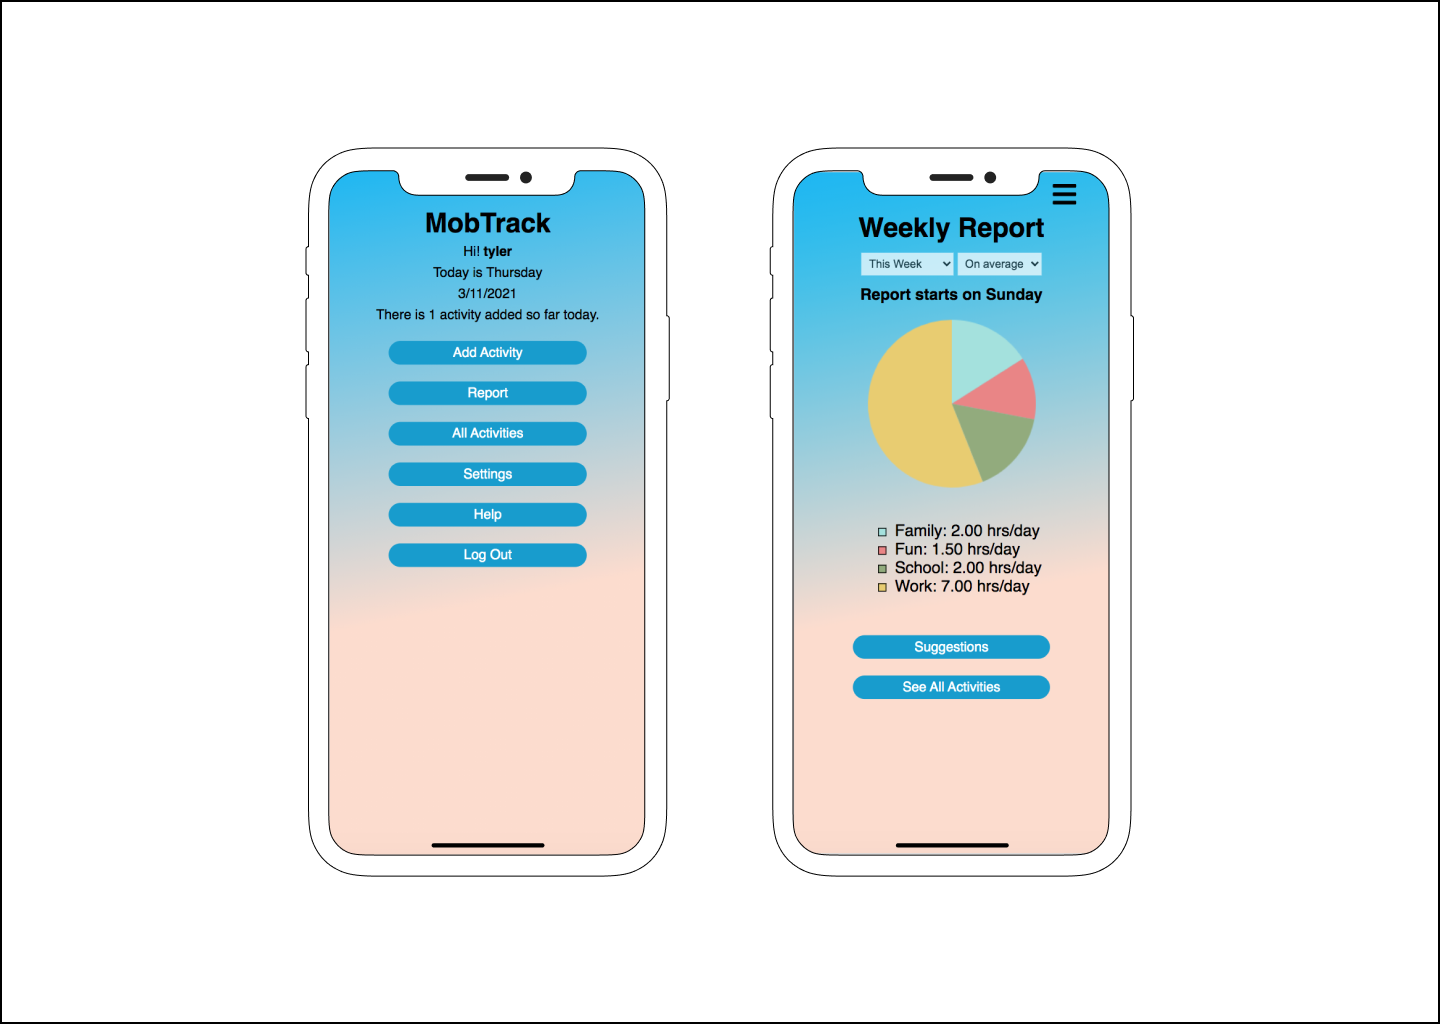 MobTrack
Hi! tyler
Today is Thursday
3/11/2021
There is 1 activity added so far today.
Add Activity
Report
All Activities
Settings
Help
Log Out
Weekly Report
This Week
On average
Report starts on Sunday
Family: 2.00 hrs/day
Fun: 1.50 hrs/day
School: 2.00 hrs/day
Work: 7.00 hrs/day
Suggestions
See All Activities